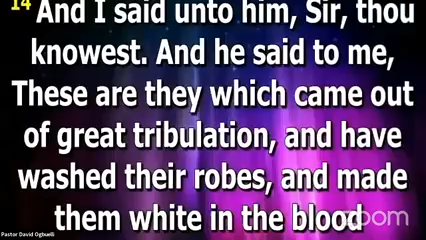 14 And I said unto him, Sir, thou
knowest. And he said to me,
These are they which came out
of great tribulation, and have
washed their robes, and made
them white in the blood
zoom
Pastor David Ogbueli